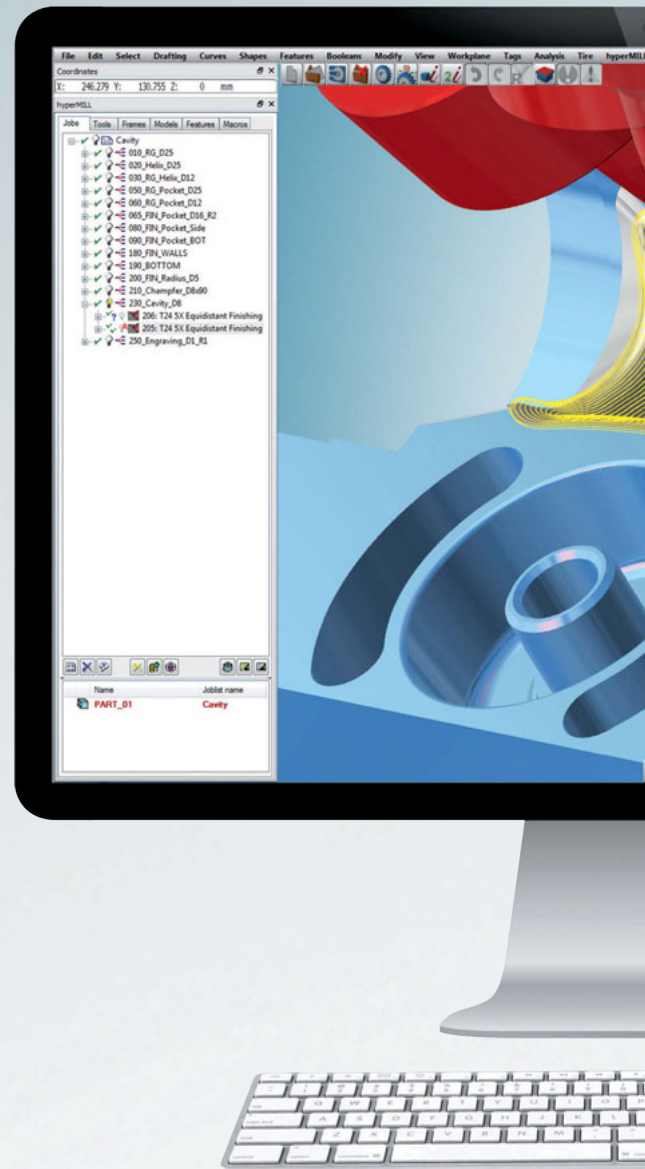 File Edit Select Drafting Curves Shapes Features Booleans Modify View Workplane Tags Analysis Tire hyperMILL
Coordinates
X: 246.279 Y: 130.755 Z: 0 mm
hyperMILL
Jobs Tools Frames Models Features Macros
Cavity
010_RG_D25
020_Helix_D25
030_RG_Helix_D12
050_RG_Pocket_D25
060_RG_Pocket_D12
065_FIN_Pocket_D16_R2
080_FIN_Pocket_Side
090_FIN_Pocket_BOT
180_FIN_WALLS
190_BOTTOM
200_FIN_Radius_D5
210_Champfer_D8x90
230_Cavity_D8
206: T24 5X Equidistant Finishing
205: T24 5X Equidistant Finishing
250_Engraving_D1_R1
Name Joblist name
PART_01 Cavity
Q W E R T Y U I O P
A S D F G H J K L
Z X C V B N M